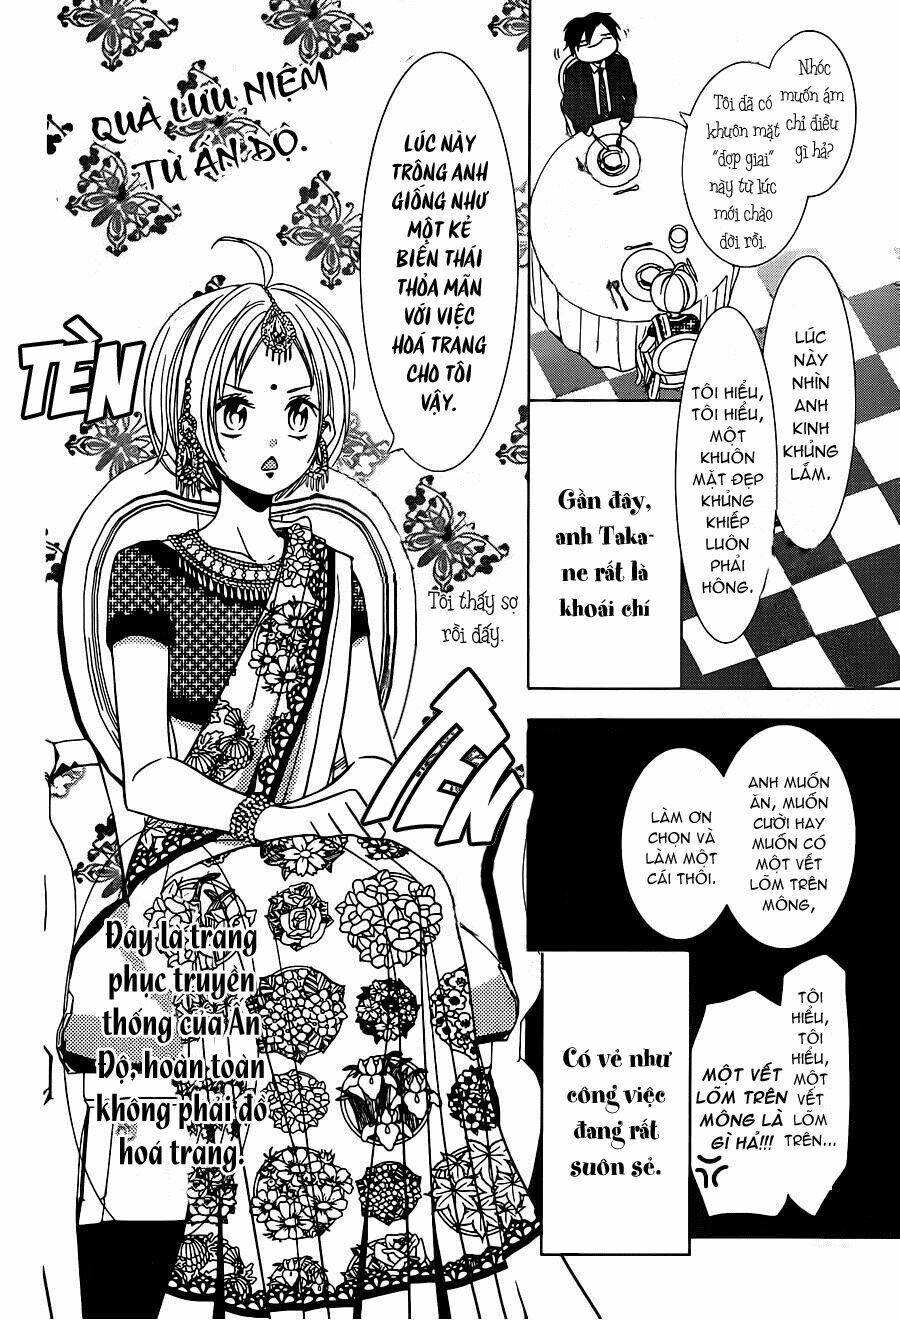 Nhóc
muốn ám
chỉ điều
gì hả?
Tôi đã có
khuôn mặt
"đẹp giai"
này từ lúc
mới chào
đời rồi.
LÚC
NÀY
NHÌN
ANH
KINH
KHỦNG
LẮM.
TÔI HIỂU,
TÔI HIỂU,
MỘT
KHUÔN
MẶT ĐẸP
KHỦNG
KHIẾP
LUÔN
PHẢI
HÔNG.
Gần đây,
anh Taka-
ne rất là
khoái chí
QUÀ LƯU NIỆM
TỪ ẤN ĐỘ.
LÚC NÀY
TRÔNG ANH
GIỐNG NHƯ
MỘT KẺ
BIẾN THÁI
THỎA MÃN
VỚI VIỆC
HOÁ TRANG
CHO TÔI
VẬY.
TÈN
Tôi thấy sợ
rồi đấy.
TÈN
Đây là trang
phục truyền
thống của Ấn
Độ, hoàn toàn
không phải đồ
hoá trang!
ANH MUỐN
ĂN, MUỐN
CƯỜI HAY
MUỐN CÓ
MỘT VẾT
LÕM TRÊN
MÔNG,
LÀM ƠN
CHỌN VÀ
LÀM MỘT
CÁI THÔI.
TÔI
HIỂU,
TÔI
HIỂU,
MỘT
VẾT
LÕM
TRÊN...
MỘT VẾT
LÕM TRÊN
MÔNG LÀ
GÌ HẢ!!!
Có vẻ như
công việc
đang rất
suôn sẻ.